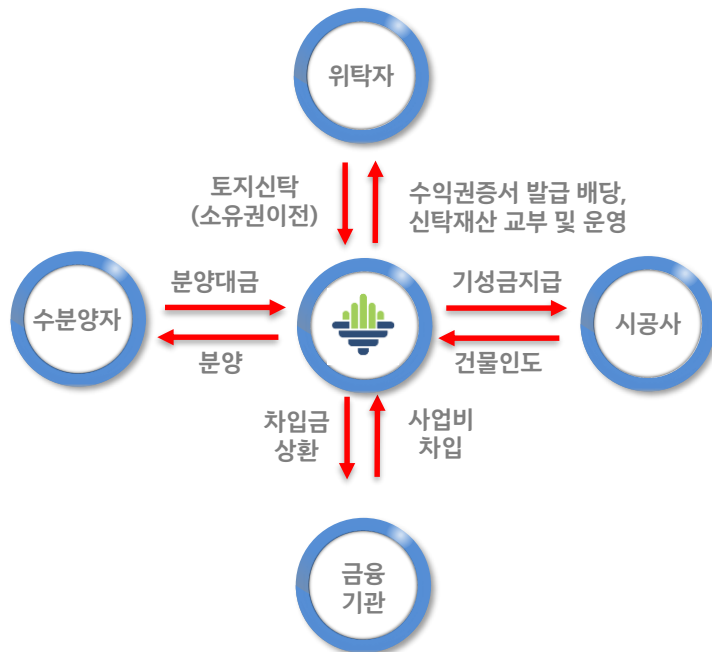 위탁자
토지신탁
(소유권이전)
수익권증서 발급 배당,
신탁재산 교부 및 운영
수분양자
분양대금
분양
기성금지급
건물인도
시공사
차입금
상환
사업비
차입
금융
기관